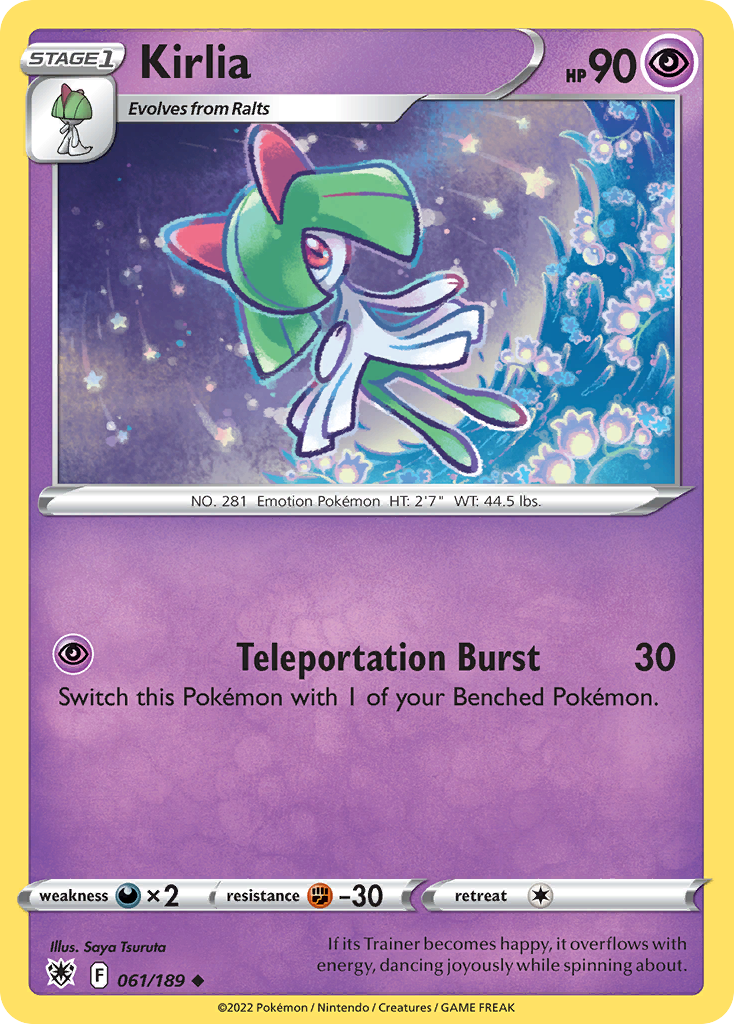 STAGE1
Kirlia
HP90
Evolves from Ralts
NO. 281 Emotion Pokémon HT: 2'7" WT: 44.5 lbs.
Teleportation Burst 30
Switch this Pokémon with 1 of your Benched Pokémon.
weakness ×2 resistance -30 retreat
Illus. Saya Tsuruta
If its Trainer becomes happy, it overflows with
energy, dancing joyously while spinning about.
F 061/189
©2022 Pokémon / Nintendo / Creatures / GAME FREAK